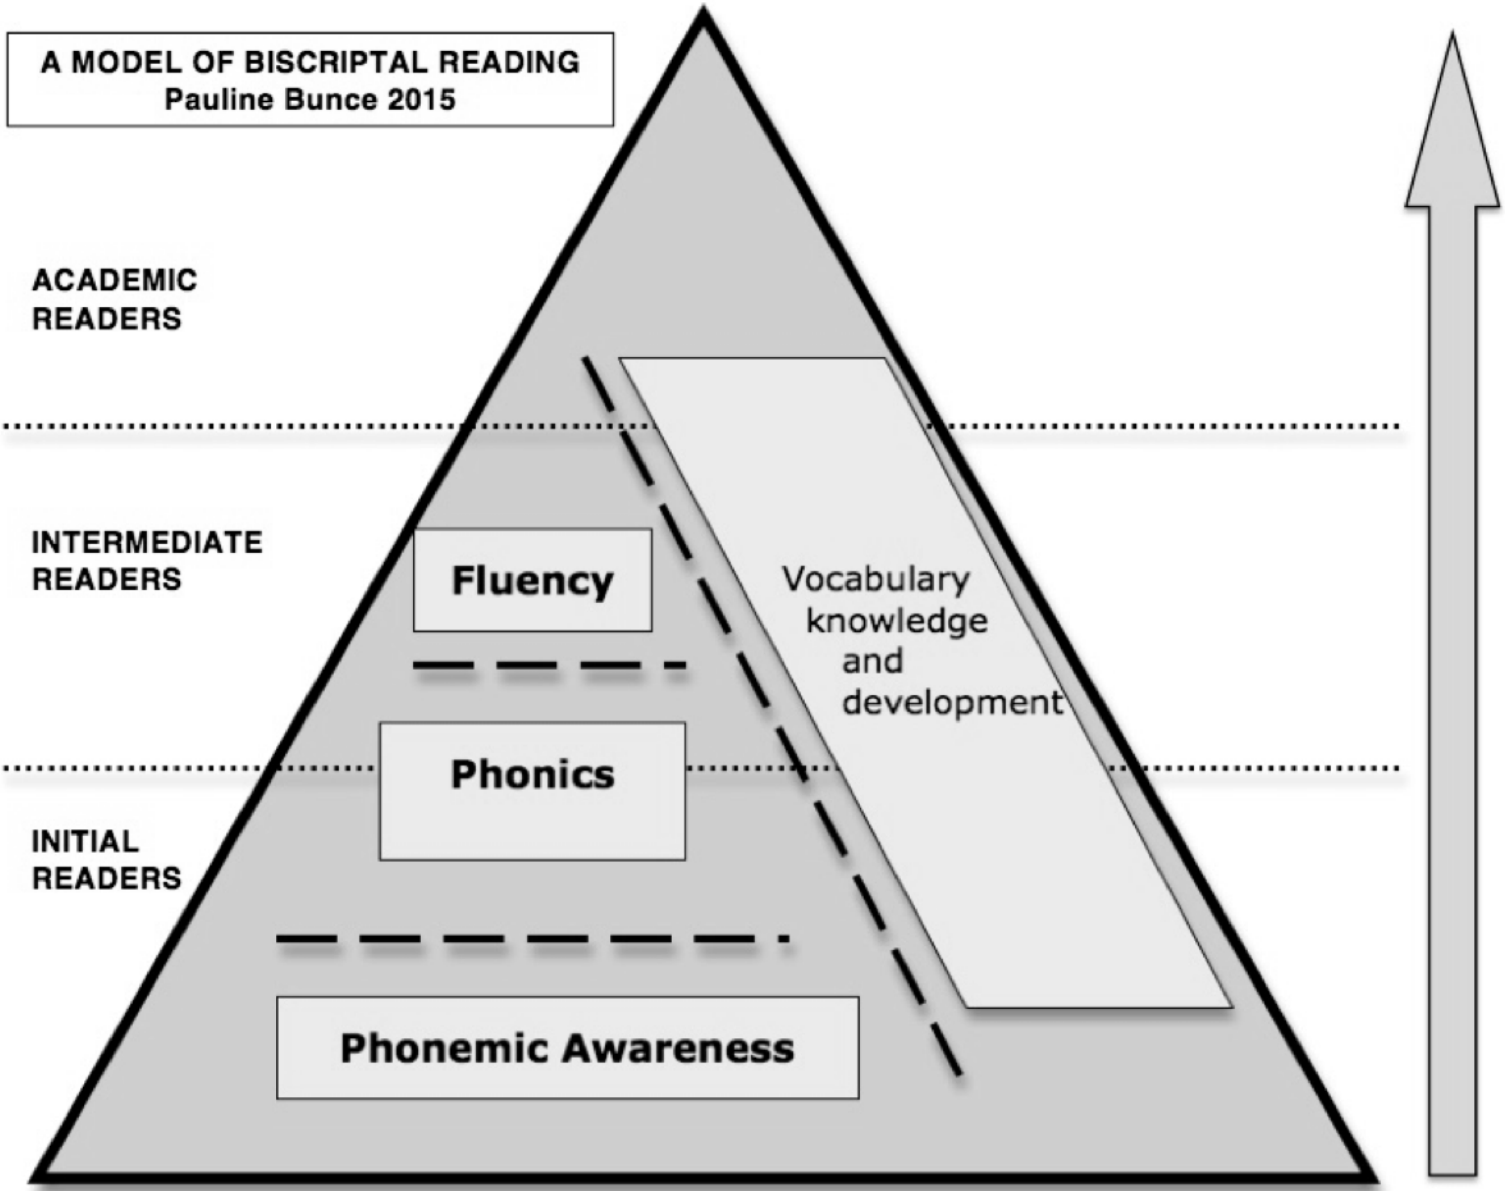 A MODEL OF BISCRIPTAL READING
Pauline Bunce 2015
ACADEMIC
READERS
INTERMEDIATE
READERS
Fluency
Vocabulary
knowledge
and
development
Phonics
INITIAL
READERS
Phonemic Awareness